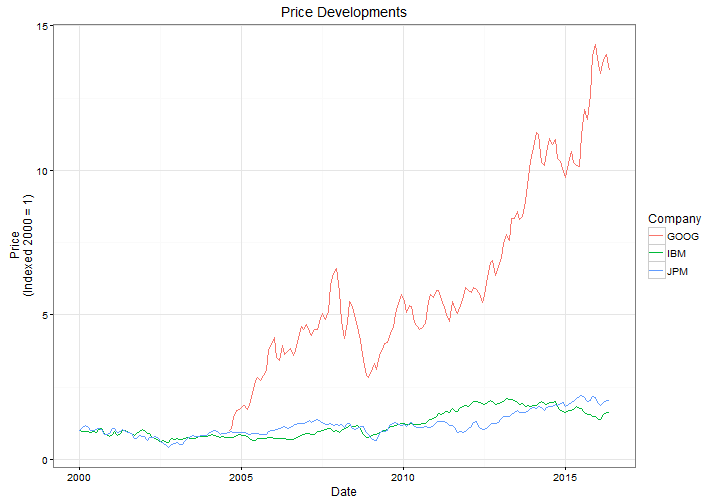 Price Developments
15
10
5
0
Price
(Indexed 2000 = 1)
2000
2005
2010
2015
Date
Company
GOOG
IBM
JPM